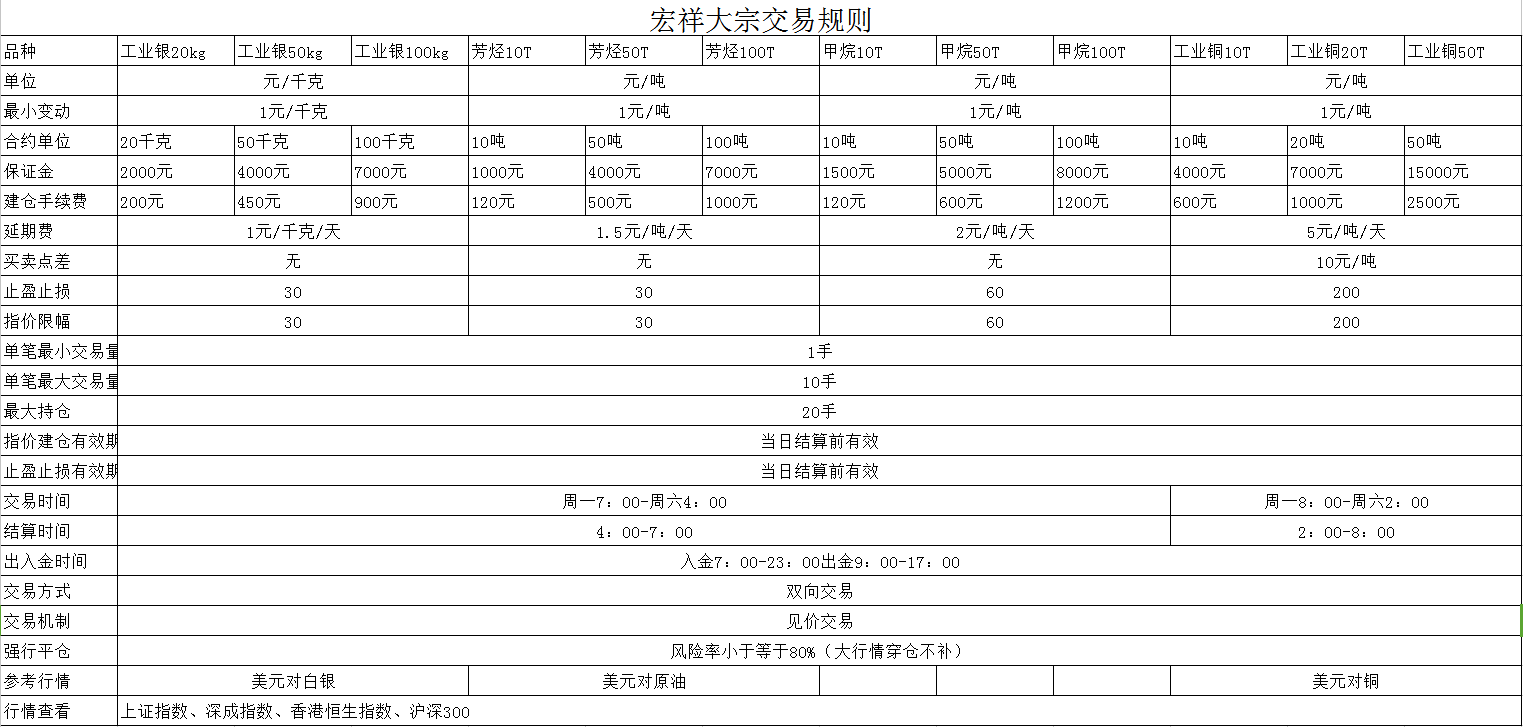 宏祥大宗交易规则
品种 工业银20kg 工业银50kg 工业银100kg 芳烃10T 芳烃50T 芳烃100T 甲烷10T 甲烷50T 甲烷100T 工业铜10T 工业铜20T 工业铜50T
单位 元/千克 元/吨 元/吨 元/吨
最小变动 1元/千克 1元/吨 1元/吨 1元/吨
合约单位 20千克 50千克 100千克 10吨 50吨 100吨 10吨 50吨 100吨 10吨 20吨 50吨
保证金 2000元 4000元 7000元 1000元 4000元 7000元 1500元 5000元 8000元 4000元 7000元 15000元
建仓手续费 200元 450元 900元 120元 500元 1000元 120元 600元 1200元 600元 1000元 2500元
延期费 1元/千克/天 1.5元/吨/天 2元/吨/天 5元/吨/天
买卖点差 无 无 无 10元/吨
止盈止损 30 30 60 200
指价限幅 30 30 60 200
单笔最小交易量 1手
单笔最大交易量 10手
最大持仓 20手
指价建仓有效期 当日结算前有效
止盈止损有效期 当日结算前有效
交易时间 周一7：00-周六4：00 周一8：00-周六2：00
结算时间 4：00-7：00 2：00-8：00
出入金时间 入金7：00-23：00出金9：00-17：00
交易方式 双向交易
交易机制 见价交易
强行平仓 风险率小于等于80%（大行情穿仓不补）
参考行情 美元对白银 美元对原油 美元对铜
行情查看 上证指数、深成指数、香港恒生指数、沪深300